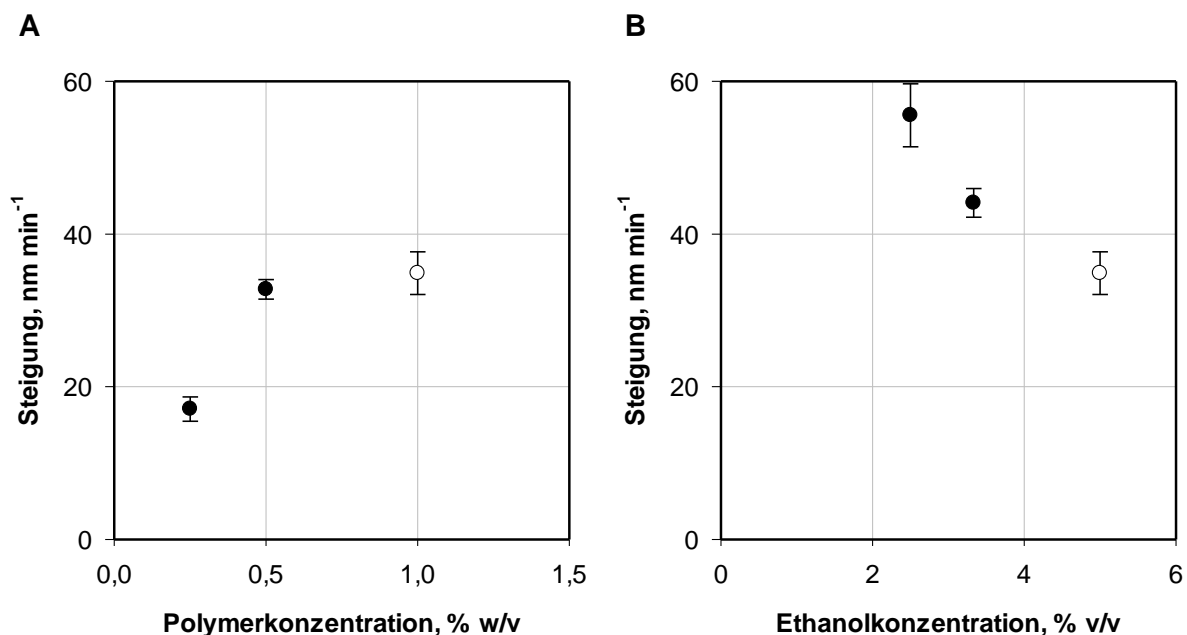 A
B
60
40
20
0
Steigung, nm min⁻¹
0,0
0,5
1,0
1,5
Polymerkonzentration, % w/v
60
40
20
0
Steigung, nm min⁻¹
0
2
4
6
Ethanolkonzentration, % v/v